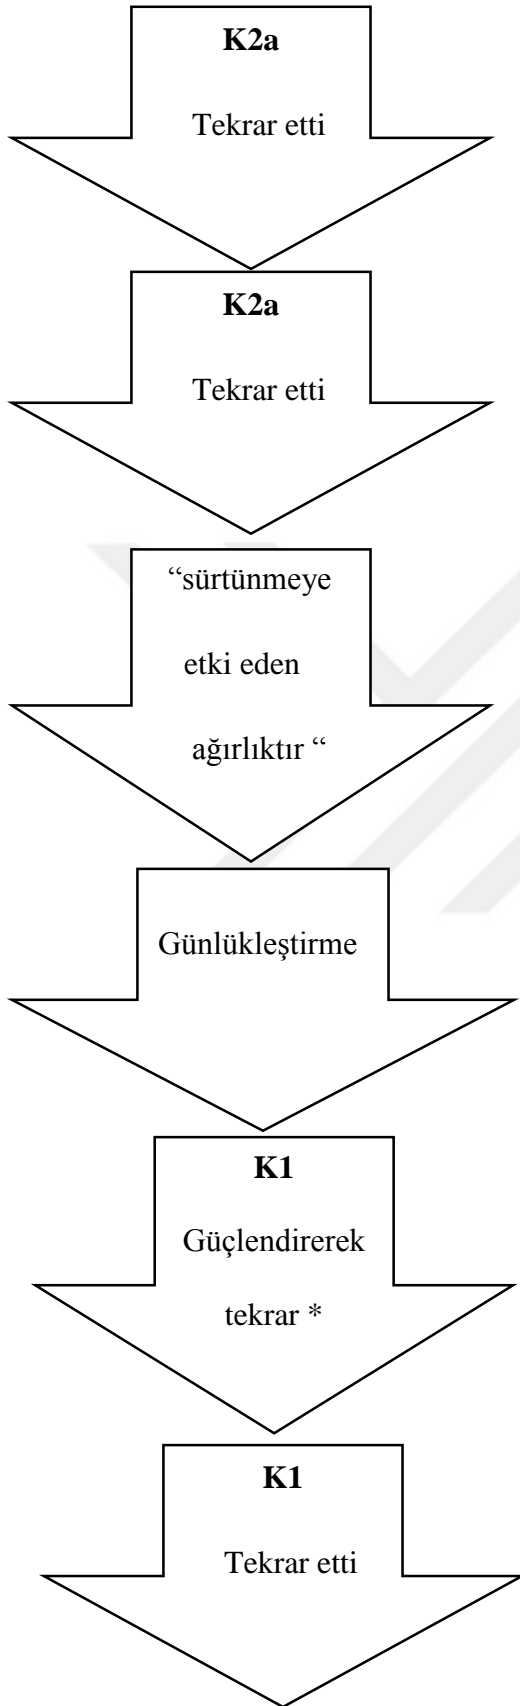 K2a
Tekrar etti
K2a
Tekrar etti
“sürtünmeye
etki eden
ağırlıktır “
Günlükleştirme
K1
Güçlendirerek
tekrar *
K1
Tekrar etti